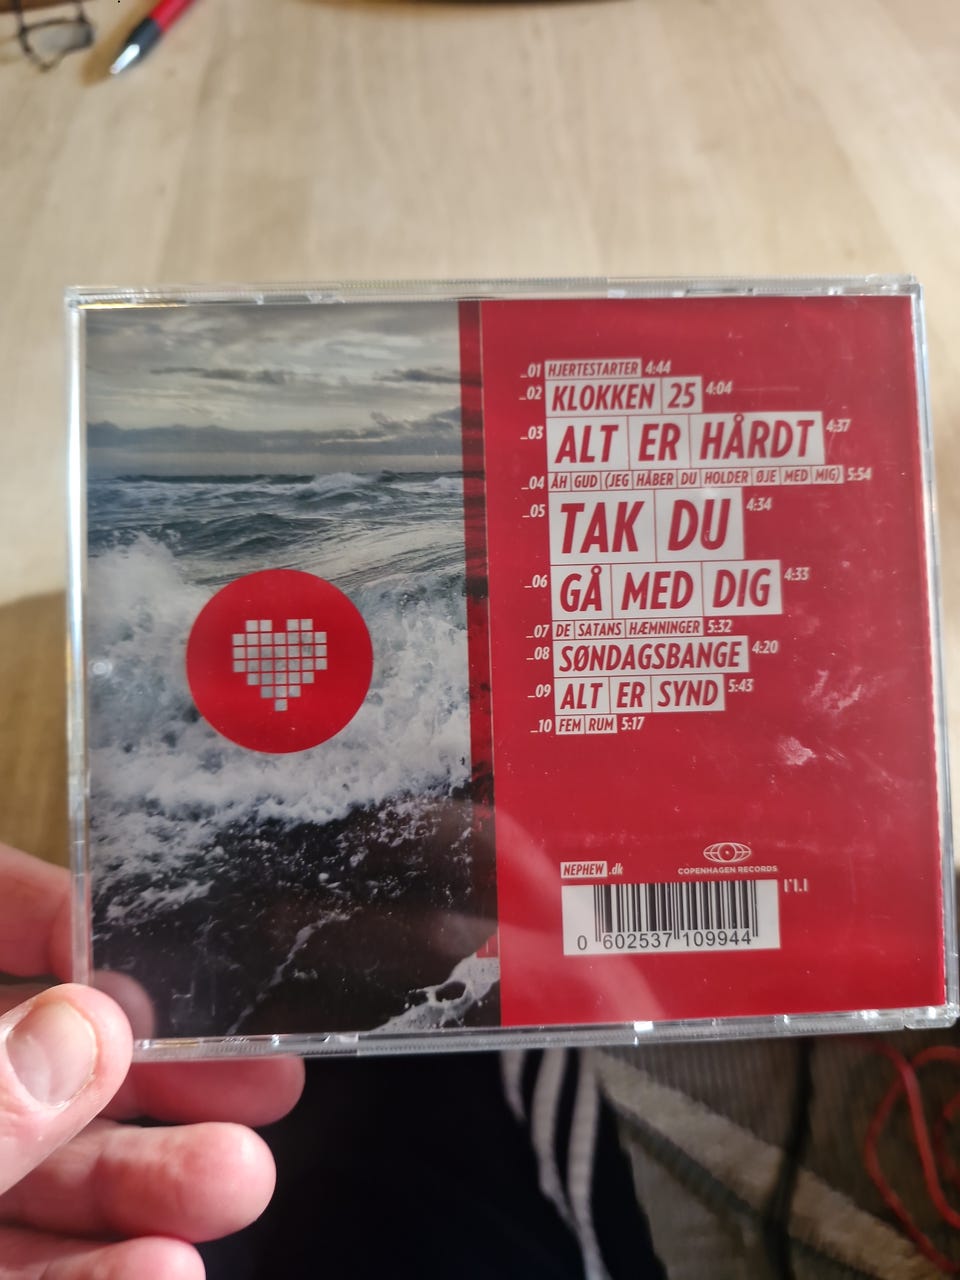 _01 HJERTESTARTER 4:44
_02 KLOKKEN 25 4:04
_03 ALT ER HÅRDT 4:37
_04 ÅH GUD (JEG HÅBER DU HOLDER ØJE MED MIG) 5:54
_05 TAK DU 4:34
_06 GÅ MED DIG 4:33
_07 DE SATANS HÆMNINGER 5:32
_08 SØNDAGSBANGE 4:20
_09 ALT ER SYND 5:43
_10 FEM RUM 5:17
NEPHEW.dk
COPENHAGEN RECORDS
0 602537 109944